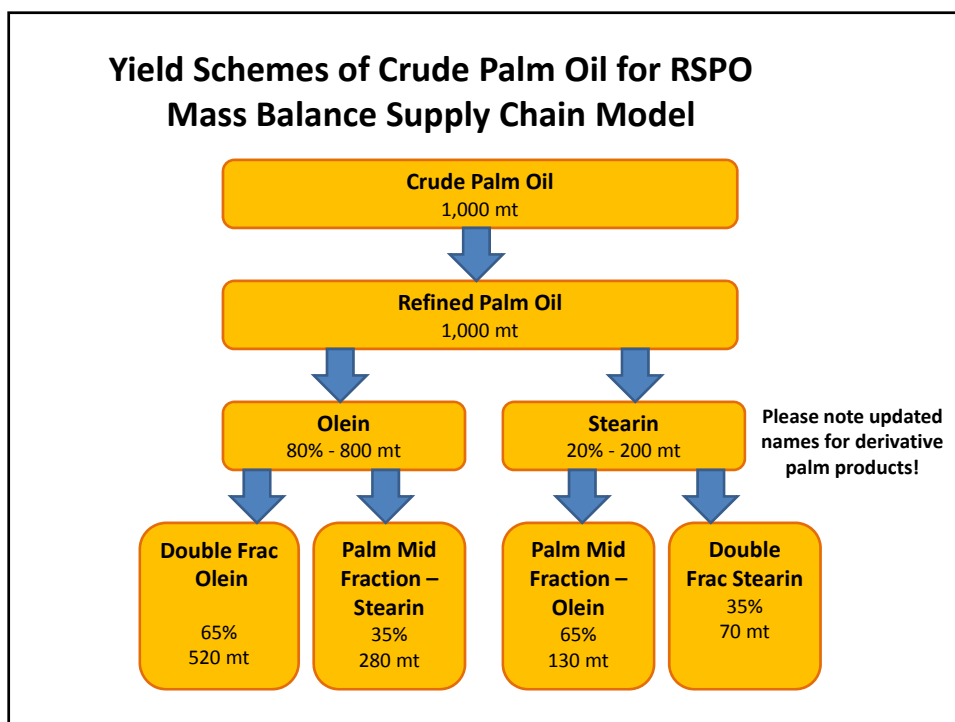 Yield Schemes of Crude Palm Oil for RSPO
Mass Balance Supply Chain Model
Crude Palm Oil
1,000 mt
Refined Palm Oil
1,000 mt
Olein
80% - 800 mt
Stearin
20% - 200 mt
Please note updated
names for derivative
palm products!
Double Frac
Olein
65%
520 mt
Palm Mid
Fraction –
Stearin
35%
280 mt
Palm Mid
Fraction –
Olein
65%
130 mt
Double
Frac Stearin
35%
70 mt